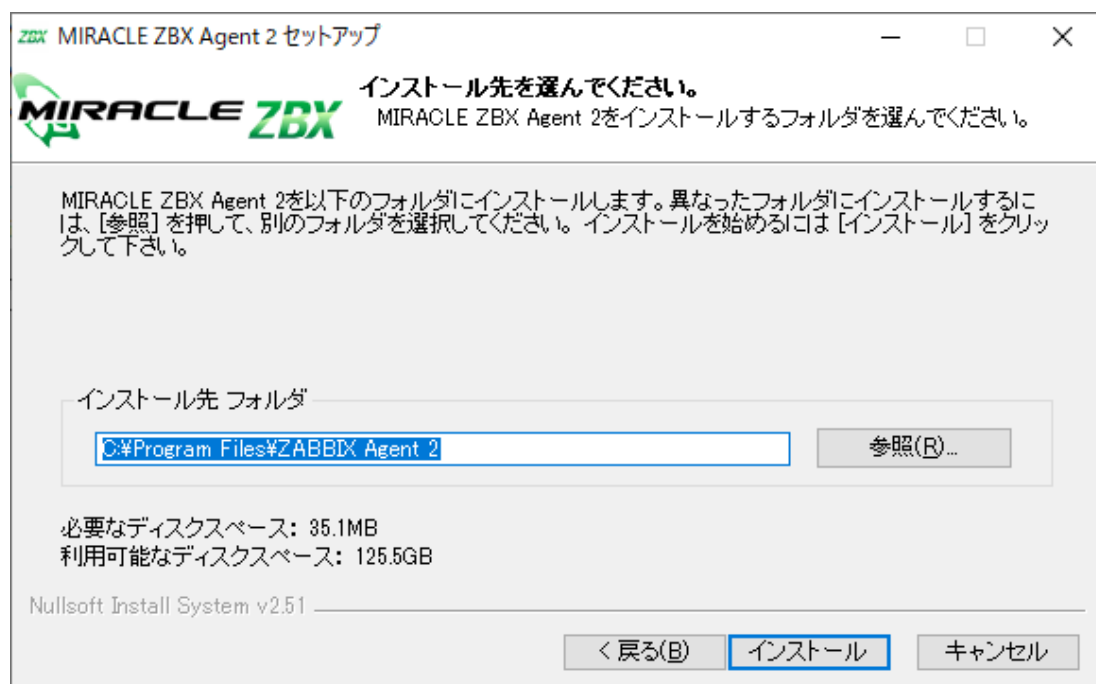 ZBX MIRACLE ZBX Agent 2 セットアップ
MIRACLE ZBX
インストール先を選んでください。
MIRACLE ZBX Agent 2をインストールするフォルダを選んでください。
MIRACLE ZBX Agent 2を以下のフォルダにインストールします。異なったフォルダにインストールするに
は、[参照] を押して、別のフォルダを選択してください。インストールを始めるには [インストール] をクリッ
クして下さい。
インストール先 フォルダ
C:¥Program Files¥ZABBIX Agent 2
参照(R)...
必要なディスクスペース: 35.1MB
利用可能なディスクスペース: 125.5GB
Nullsoft Install System v2.51
< 戻る(B)
インストール
キャンセル